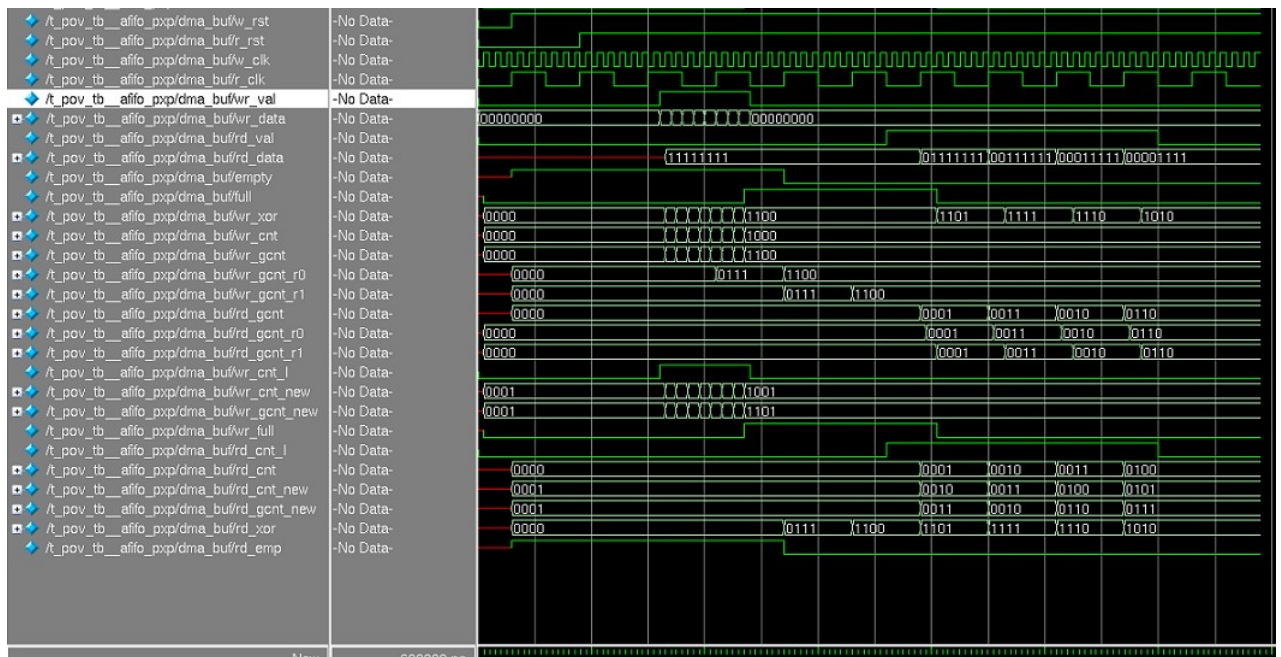 /t_pov_tb__afifo_pxp/dma_buf/w_rst -No Data-
/t_pov_tb__afifo_pxp/dma_buf/r_rst -No Data-
/t_pov_tb__afifo_pxp/dma_buf/w_clk -No Data-
/t_pov_tb__afifo_pxp/dma_buf/r_clk -No Data-
/t_pov_tb__afifo_pxp/dma_buf/wr_val -No Data-
/t_pov_tb__afifo_pxp/dma_buf/wr_data -No Data- 00000000 00000000
/t_pov_tb__afifo_pxp/dma_buf/rd_val -No Data-
/t_pov_tb__afifo_pxp/dma_buf/rd_data -No Data- 11111111 01111111 00111111 00011111 00001111
/t_pov_tb__afifo_pxp/dma_buf/empty -No Data-
/t_pov_tb__afifo_pxp/dma_buf/full -No Data-
/t_pov_tb__afifo_pxp/dma_buf/wr_xor -No Data- 0000 1100 1101 1111 1110 1010
/t_pov_tb__afifo_pxp/dma_buf/wr_cnt -No Data- 0000 1000
/t_pov_tb__afifo_pxp/dma_buf/wr_gcnt -No Data- 0000 1100
/t_pov_tb__afifo_pxp/dma_buf/wr_gcnt_r0 -No Data- 0000 0111 1100
/t_pov_tb__afifo_pxp/dma_buf/wr_gcnt_r1 -No Data- 0000 0111 1100
/t_pov_tb__afifo_pxp/dma_buf/rd_gcnt -No Data- 0000 0001 0011 0010 0110
/t_pov_tb__afifo_pxp/dma_buf/rd_gcnt_r0 -No Data- 0000 0001 0011 0010 0110
/t_pov_tb__afifo_pxp/dma_buf/rd_gcnt_r1 -No Data- 0000 0001 0011 0010 0110
/t_pov_tb__afifo_pxp/dma_buf/wr_cnt_l -No Data-
/t_pov_tb__afifo_pxp/dma_buf/wr_cnt_new -No Data- 0001 1001
/t_pov_tb__afifo_pxp/dma_buf/wr_gcnt_new -No Data- 0001 1101
/t_pov_tb__afifo_pxp/dma_buf/wr_full -No Data-
/t_pov_tb__afifo_pxp/dma_buf/rd_cnt_l -No Data-
/t_pov_tb__afifo_pxp/dma_buf/rd_cnt -No Data- 0000 0001 0010 0011 0100
/t_pov_tb__afifo_pxp/dma_buf/rd_cnt_new -No Data- 0001 0010 0011 0100 0101
/t_pov_tb__afifo_pxp/dma_buf/rd_gcnt_new -No Data- 0001 0011 0010 0110 0111
/t_pov_tb__afifo_pxp/dma_buf/rd_xor -No Data- 0000 0111 1100 1101 1111 1110 1010
/t_pov_tb__afifo_pxp/dma_buf/rd_emp -No Data-